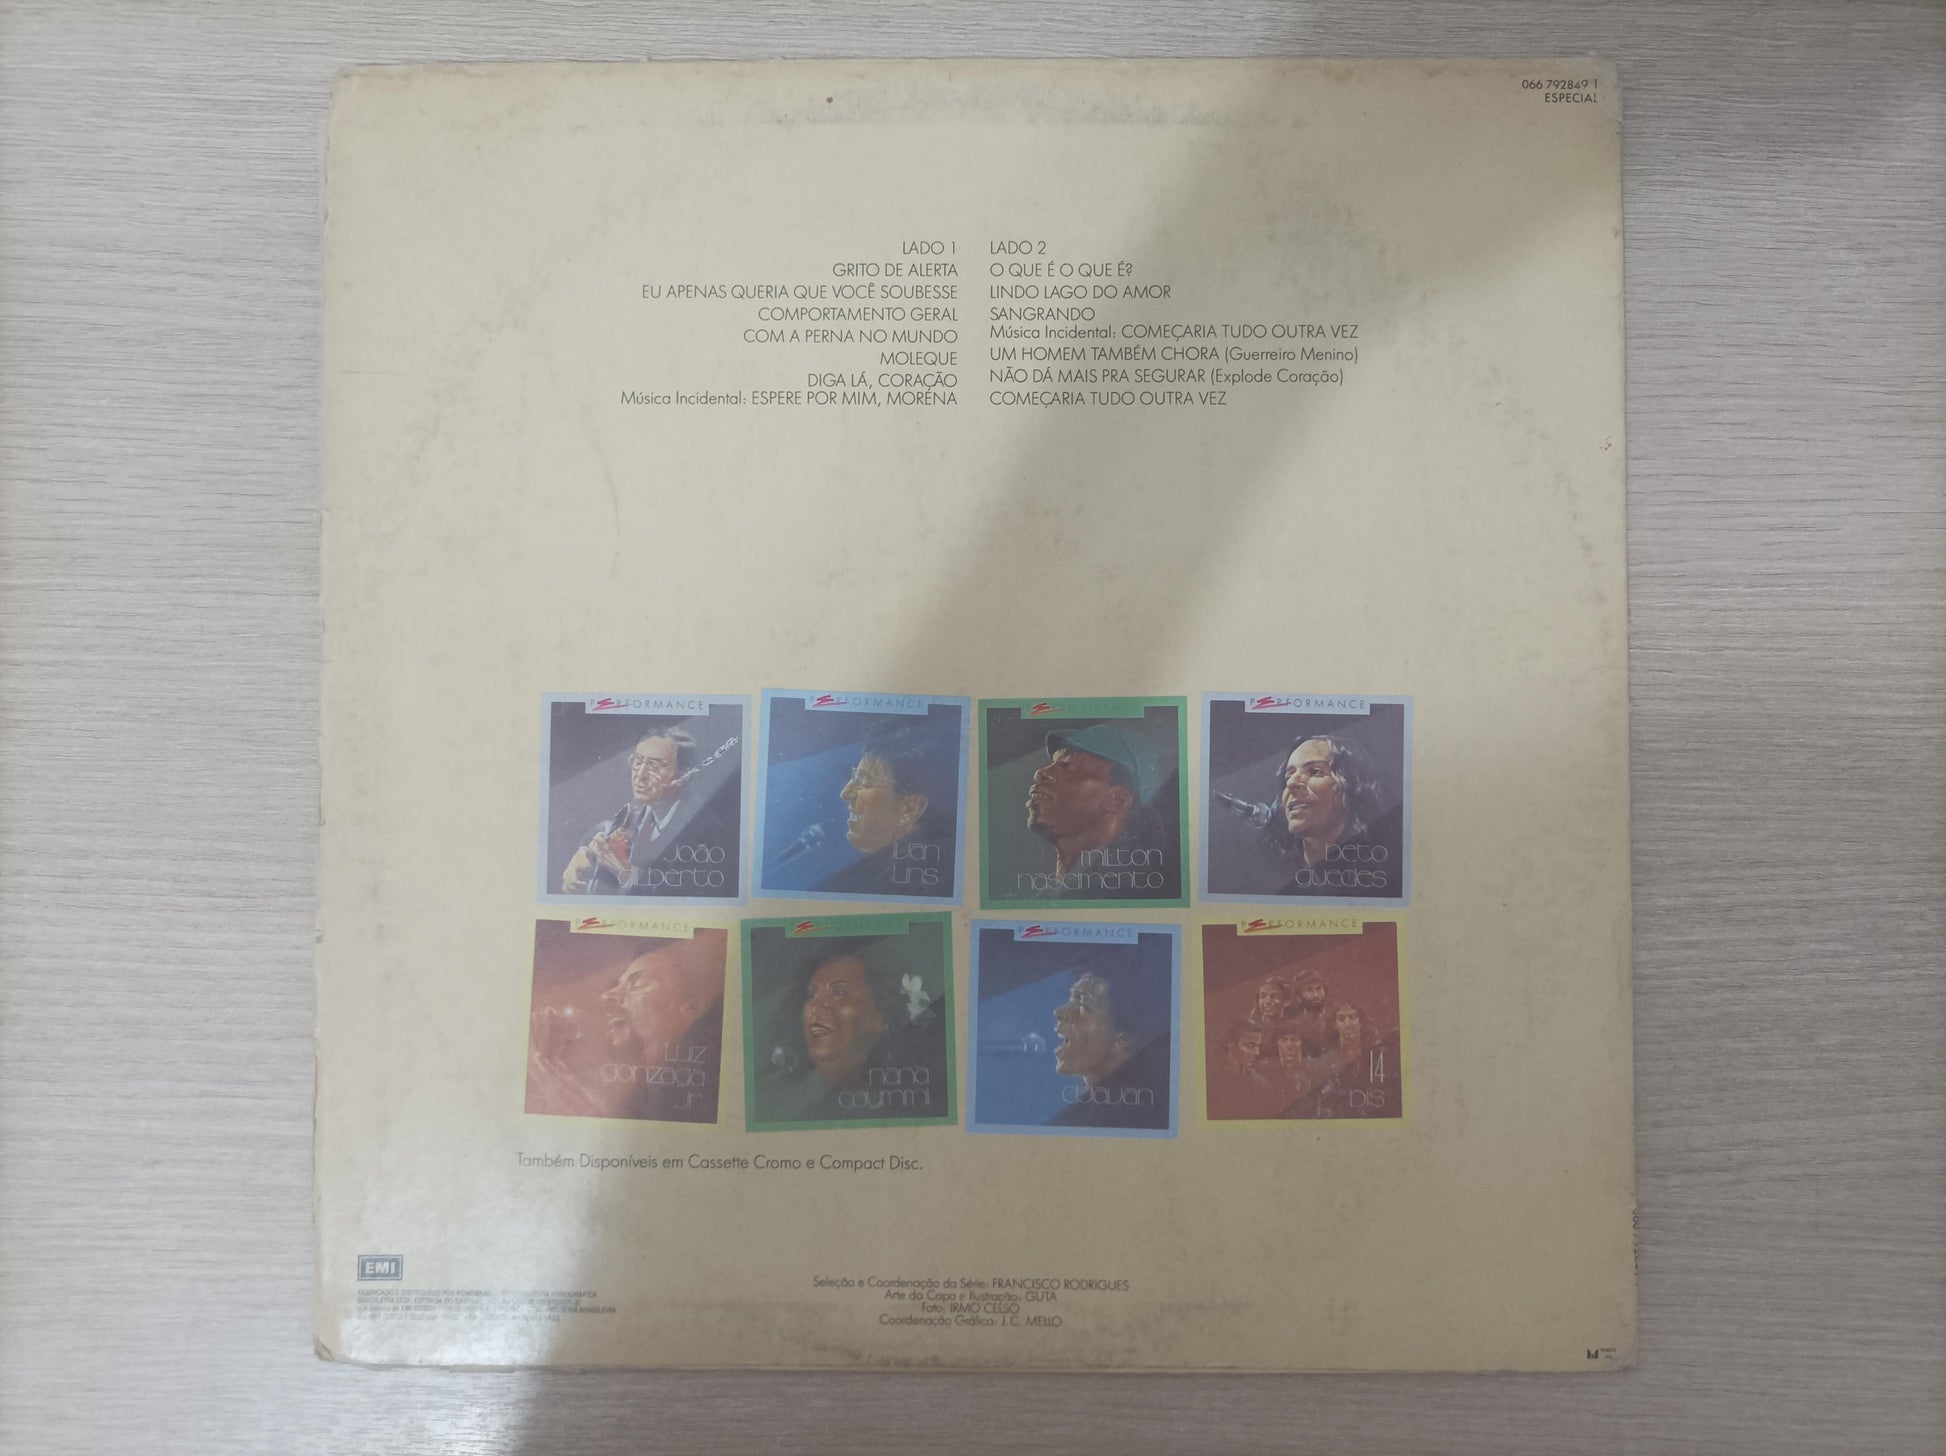 066 792849 1
ESPECIAL
LADO 1
GRITO DE ALERTA
EU APENAS QUERIA QUE VOCÊ SOUBESSE
COMPORTAMENTO GERAL
COM A PERNA NO MUNDO
MOLEQUE
DIGA LÁ, CORAÇÃO
Música Incidental: ESPERE POR MIM, MORENA
LADO 2
O QUE É O QUE É?
LINDO LAGO DO AMOR
SANGRANDO
Música Incidental: COMEÇARIA TUDO OUTRA VEZ
UM HOMEM TAMBÉM CHORA (Guerreiro Menino)
NÃO DÁ MAIS PRA SEGURAR (Explode Coração)
COMEÇARIA TUDO OUTRA VEZ
PERFORMANCE
João
gilberto
PERFORMANCE
Ivan
Lins
PERFORMANCE
milton
nascimento
PERFORMANCE
beto
guedes
PERFORMANCE
Luiz
gonzaga
jr
PERFORMANCE
nana
caymmi
PERFORMANCE
djavan
PERFORMANCE
14
BIS
Também Disponíveis em Cassette Cromo e Compact Disc.
EMI
Seleção e Coordenação da Série: FRANCISCO RODRIGUES
Arte da Capa e Ilustração: GUTA
Foto: IRMO CELSO
Coordenação Gráfica: J. C. MELLO